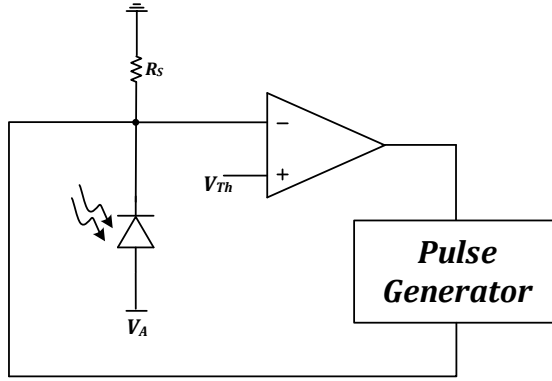 R_S
−
V_Th
+
Pulse
Generator
V_A